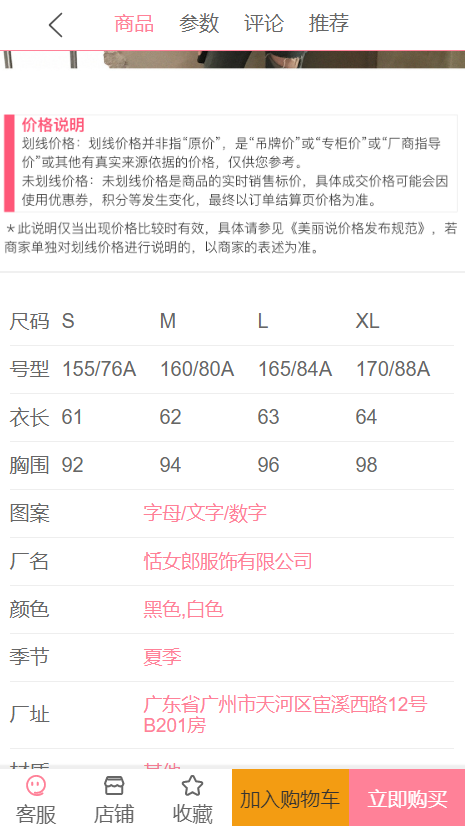 商品 参数 评论 推荐
价格说明
划线价格：划线价格并非指“原价”，是“吊牌价”或“专柜价”或“厂商指导
价”或其他有真实来源依据的价格，仅供您参考。
未划线价格：未划线价格是商品的实时销售标价，具体成交价格可能会因
使用优惠券，积分等发生变化，最终以订单结算页价格为准。
＊此说明仅当出现价格比较时有效，具体请参见《美丽说价格发布规范》，若
商家单独对划线价格进行说明的，以商家的表述为准。
尺码 S M L XL
号型 155/76A 160/80A 165/84A 170/88A
衣长 61 62 63 64
胸围 92 94 96 98
图案 字母/文字/数字
厂名 恬女郎服饰有限公司
颜色 黑色,白色
季节 夏季
厂址 广东省广州市天河区宦溪西路12号
B201房
材质 其他
客服 店铺 收藏 加入购物车 立即购买